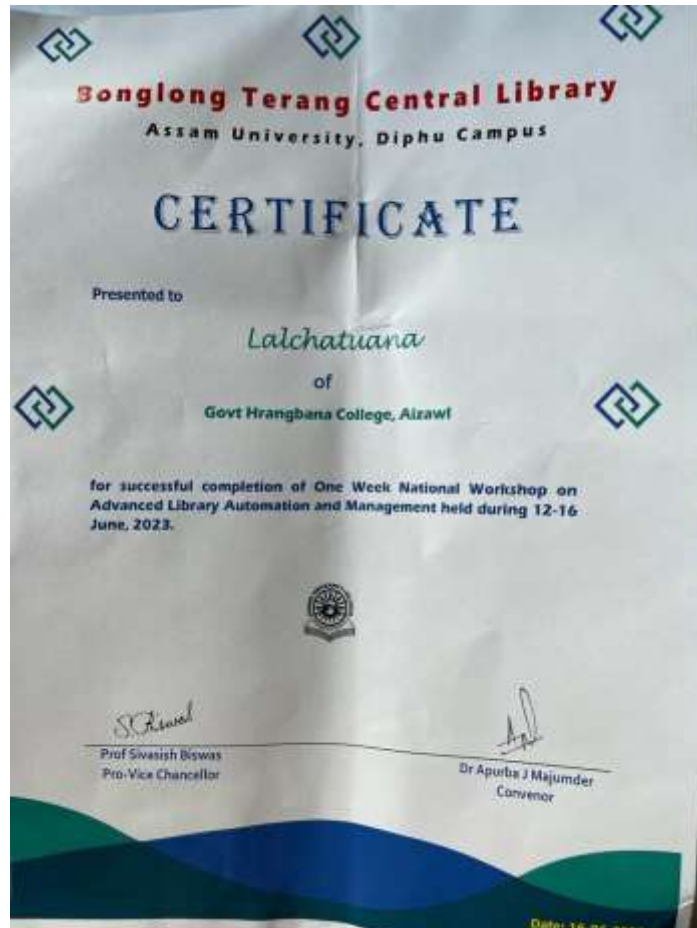 Bonglong Terang Central Library
Assam University, Diphu Campus
CERTIFICATE
Presented to
Lalchatuana
of
Govt Hrangbana College, Aizawl
for successful completion of One Week National Workshop on
Advanced Library Automation and Management held during 12-16
June, 2023.
Prof Sivasish Biswas
Pro-Vice Chancellor
Dr Apurba J Majumder
Convenor
Date: